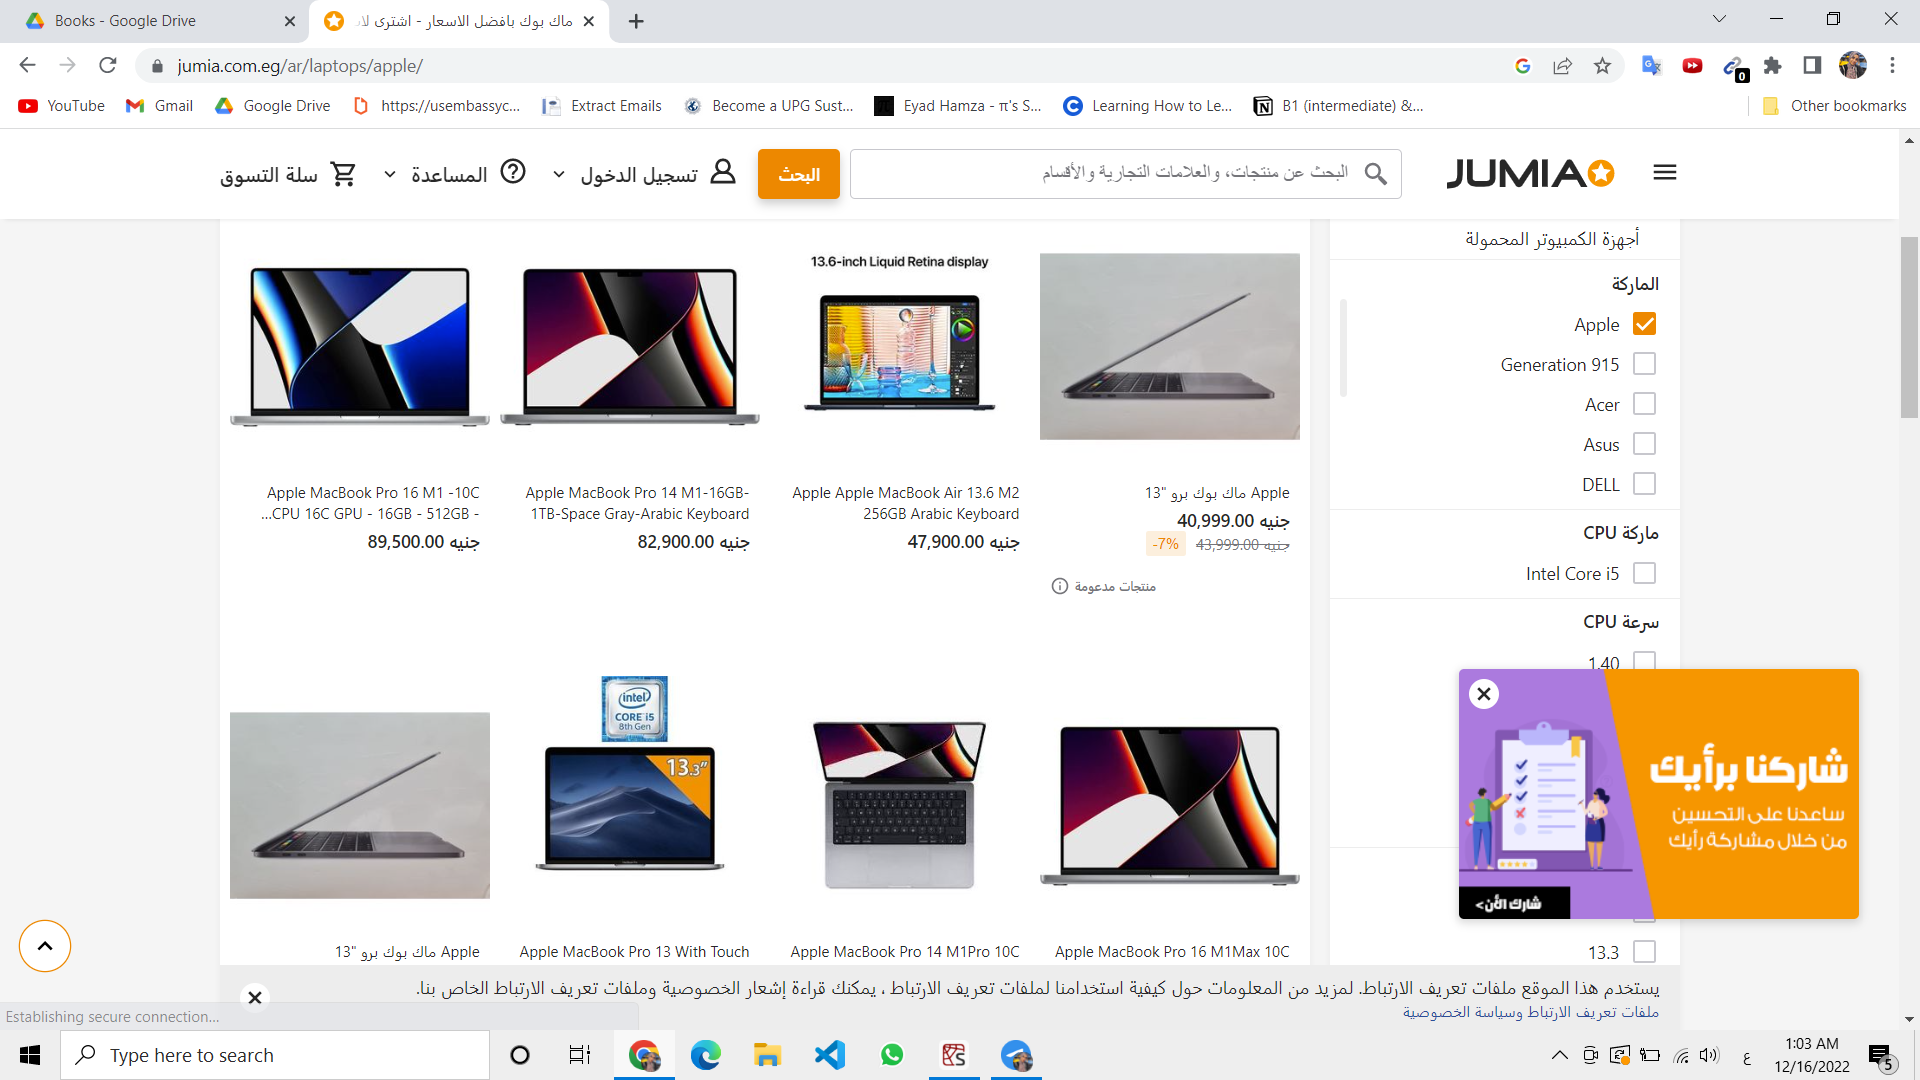 Books - Google Drive
ماك بوك بافضل الاسعار - اشترى لاب
jumia.com.eg/ar/laptops/apple/
0
YouTube
Gmail
Google Drive
https://usembassyc...
Extract Emails
Become a UPG Sust...
Eyad Hamza - π's S...
Learning How to Le...
B1 (intermediate) &...
Other bookmarks
JUMIA
البحث عن منتجات، والعلامات التجارية والأقسام
البحث
تسجيل الدخول
المساعدة
سلة التسوق
أجهزة الكمبيوتر المحمولة
الماركة
Apple
Generation 915
Acer
Asus
DELL
ماركة CPU
Intel Core i5
سرعة CPU
1.40
13.3
Apple ماك بوك برو "13
جنيه 40,999.00
جنيه 43,999.00
-7%
منتجات مدعومة
13.6-inch Liquid Retina display
Apple Apple MacBook Air 13.6 M2
256GB Arabic Keyboard
جنيه 47,900.00
Apple MacBook Pro 14 M1-16GB-
1TB-Space Gray-Arabic Keyboard
جنيه 82,900.00
Apple MacBook Pro 16 M1 -10C
...CPU 16C GPU - 16GB - 512GB -
جنيه 89,500.00
Apple MacBook Pro 16 M1Max 10C
Apple MacBook Pro 14 M1Pro 10C
intel
CORE i5
8th Gen
13.3"
Apple MacBook Pro 13 With Touch
Apple ماك بوك برو "13
شاركنا برأيك
ساعدنا على التحسين
من خلال مشاركة رأيك
شارك الأن>
يستخدم هذا الموقع ملفات تعريف الارتباط. لمزيد من المعلومات حول كيفية استخدامنا لملفات تعريف الارتباط ، يمكنك قراءة إشعار الخصوصية وملفات تعريف الارتباط الخاص بنا.
ملفات تعريف الارتباط وسياسة الخصوصية
Establishing secure connection...
Type here to search
ع
1:03 AM
12/16/2022
5